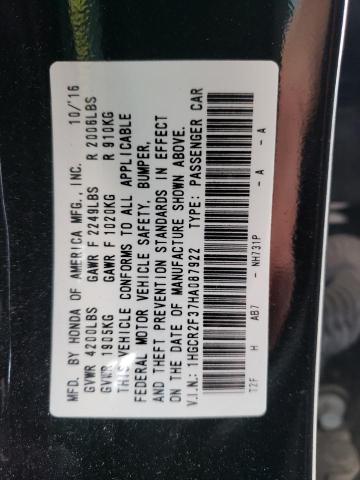 MFD. BY HONDA OF AMERICA MFG., INC. 10/'16
GVWR 4200LBS GAWR F 2249LBS R 2006LBS
GVWR 1905KG GAWR F 1020KG R 910KG
THIS VEHICLE CONFORMS TO ALL APPLICABLE
FEDERAL MOTOR VEHICLE SAFETY, BUMPER,
AND THEFT PREVENTION STANDARDS IN EFFECT
ON THE DATE OF MANUFACTURE SHOWN ABOVE.
V.I.N.: 1HGCR2F37HA087922 TYPE: PASSENGER CAR
T2F H AB7 - NH731P - A - A